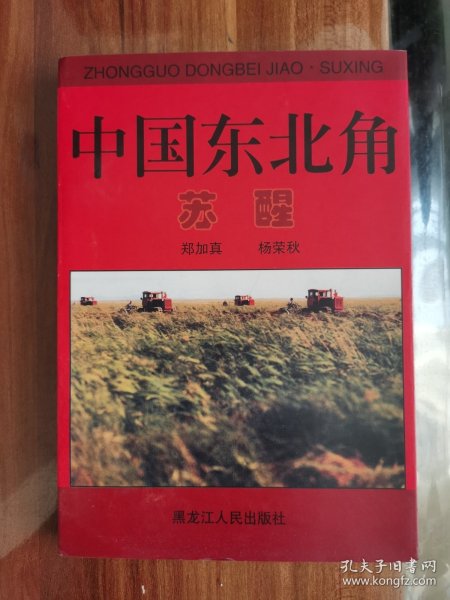 ZHONGGUO DONGBEI JIAO · SUXING
中国东北角
苏醒
郑加真 杨荣秋
黑龙江人民出版社
孔夫子旧书网
www.kongfz.com